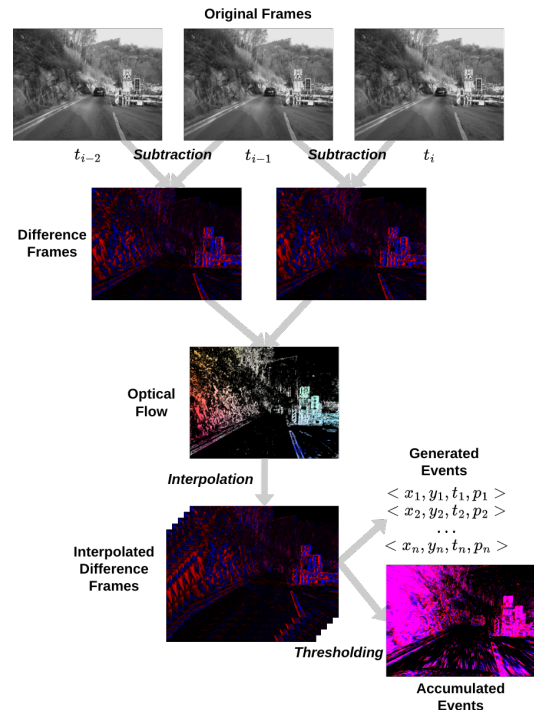 Original Frames
t_{i−2} Subtraction t_{i−1} Subtraction t_i
Difference
Frames
Optical
Flow
Interpolation
Generated
Events
< x_1, y_1, t_1, p_1 >
< x_2, y_2, t_2, p_2 >
...
< x_n, y_n, t_n, p_n >
Interpolated
Difference
Frames
Thresholding
Accumulated
Events